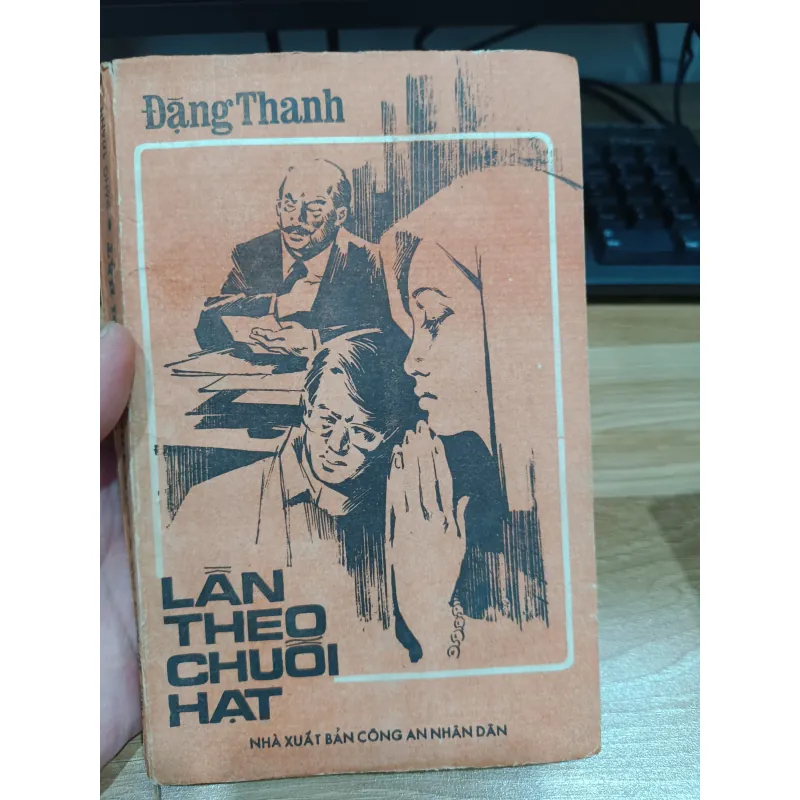 Đặng Thanh
LẦN
THEO
CHUỖI
HẠT
NHÀ XUẤT BẢN CÔNG AN NHÂN DÂN